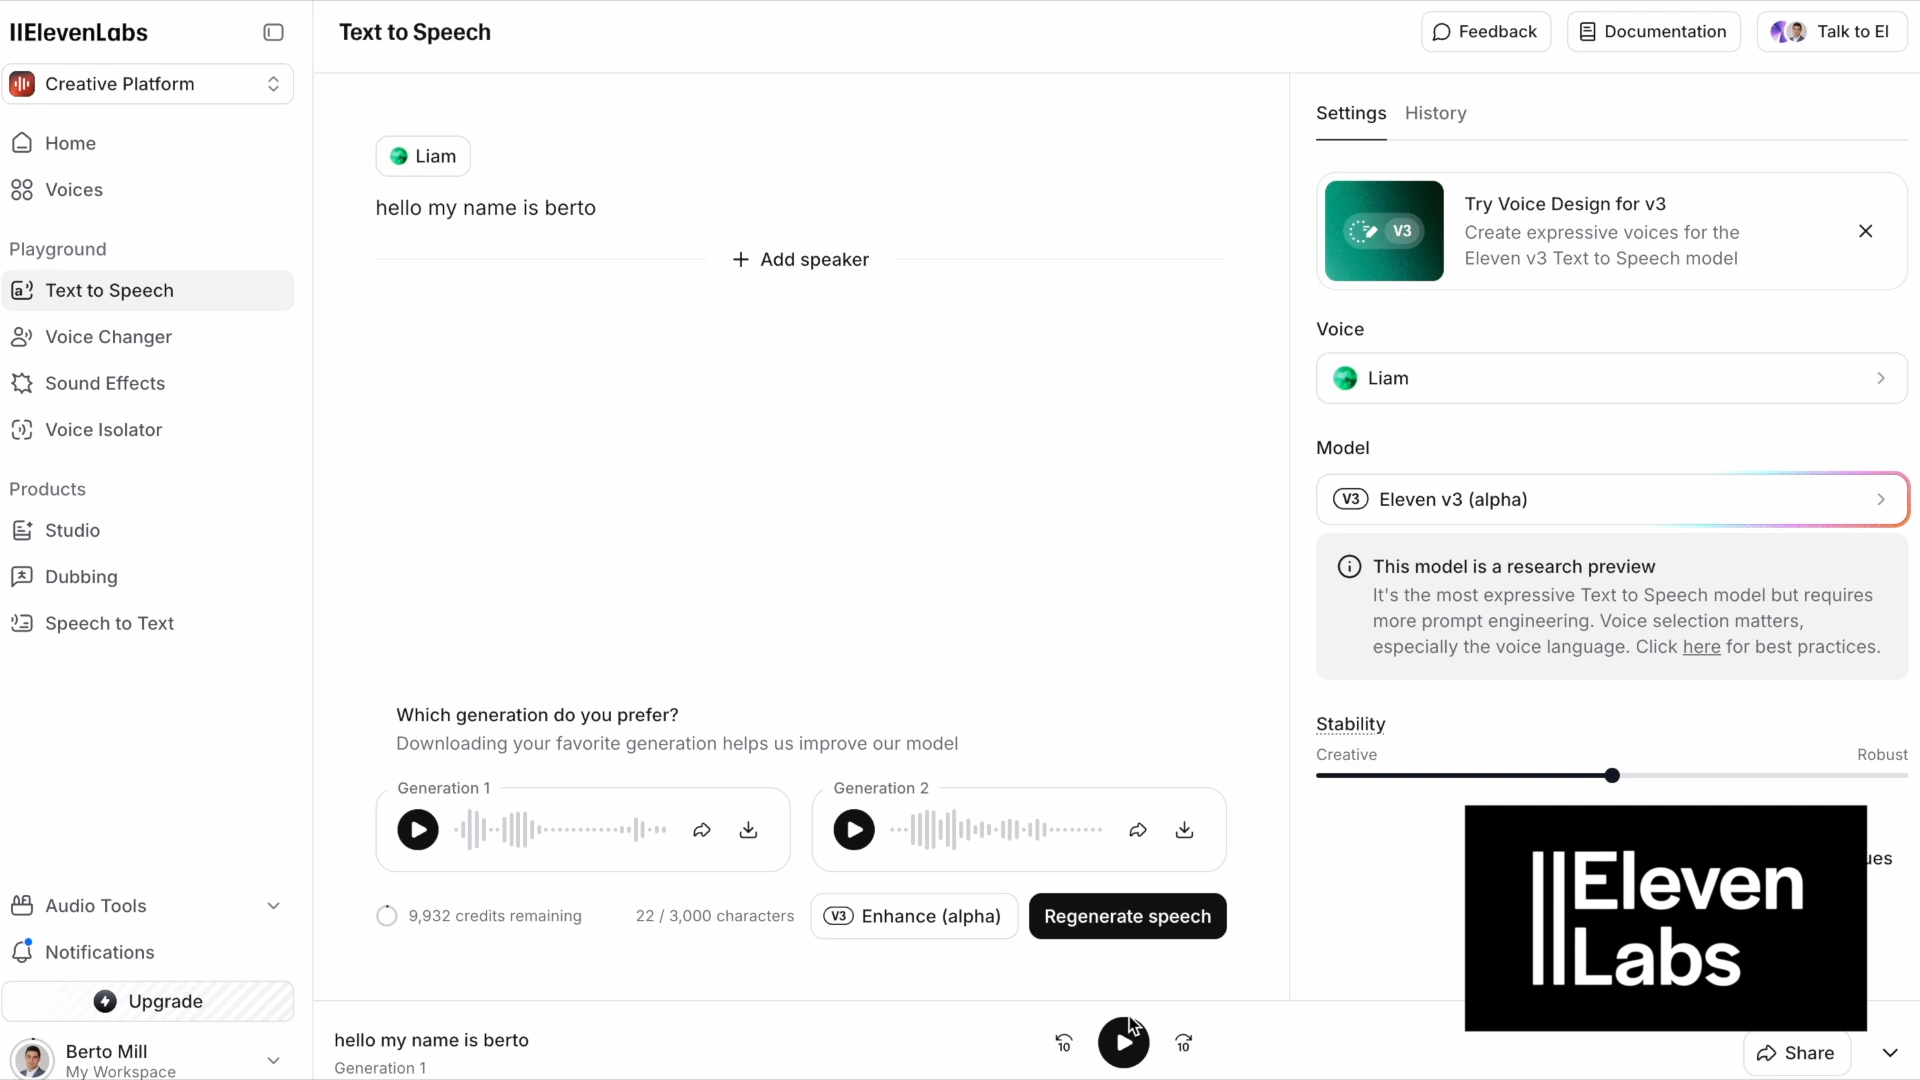 IIElevenLabs
Creative Platform
Home
Voices
Playground
Text to Speech
Voice Changer
Sound Effects
Voice Isolator
Products
Studio
Dubbing
Speech to Text
Audio Tools
Notifications
Upgrade
Berto Mill
My Workspace
Text to Speech
Feedback
Documentation
Talk to El
Liam
hello my name is berto
+ Add speaker
Which generation do you prefer?
Downloading your favorite generation helps us improve our model
Generation 1
Generation 2
9,932 credits remaining
22 / 3,000 characters
V3 Enhance (alpha)
Regenerate speech
Settings
History
V3
Try Voice Design for v3
Create expressive voices for the
Eleven v3 Text to Speech model
Voice
Liam
Model
V3 Eleven v3 (alpha)
This model is a research preview
It's the most expressive Text to Speech model but requires
more prompt engineering. Voice selection matters,
especially the voice language. Click here for best practices.
Stability
Creative
Robust
IIEleven
Labs
hello my name is berto
Generation 1
10
10
Share